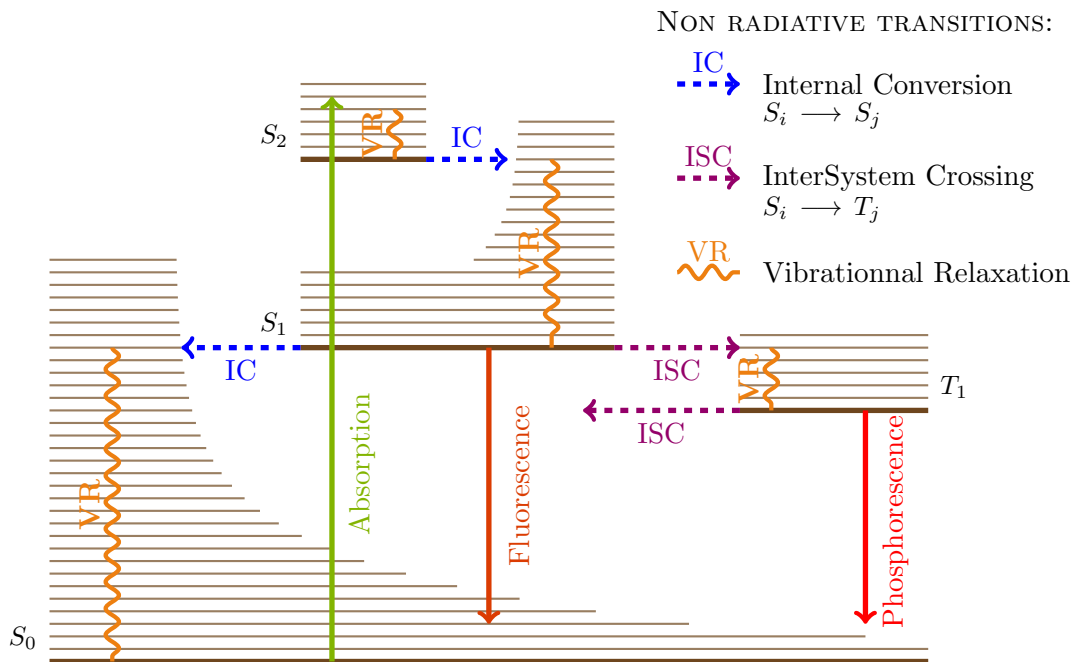 NON RADIATIVE TRANSITIONS:
IC
Internal Conversion
S_i ⟶ S_j
ISC
InterSystem Crossing
S_i ⟶ T_j
VR
Vibrationnal Relaxation
S_2
VR
IC
VR
S_1
IC
ISC
VR
T_1
ISC
VR
Absorption
Fluorescence
Phosphorescence
S_0